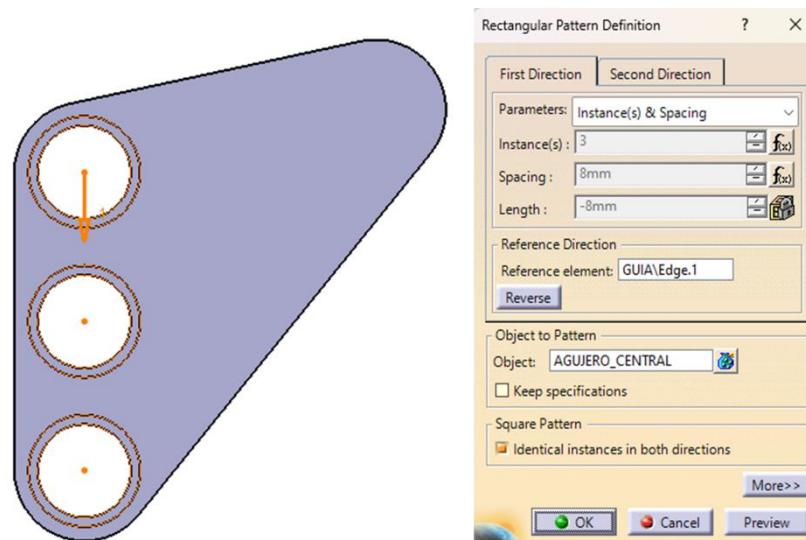 Rectangular Pattern Definition ? ×
First Direction Second Direction
Parameters: Instance(s) & Spacing
Instance(s) : 3 f(x)
Spacing : 8mm f(x)
Length : -8mm
Reference Direction
Reference element: GUIA\Edge.1
Reverse
Object to Pattern
Object: AGUJERO_CENTRAL
Keep specifications
Square Pattern
Identical instances in both directions
More>>
OK Cancel Preview